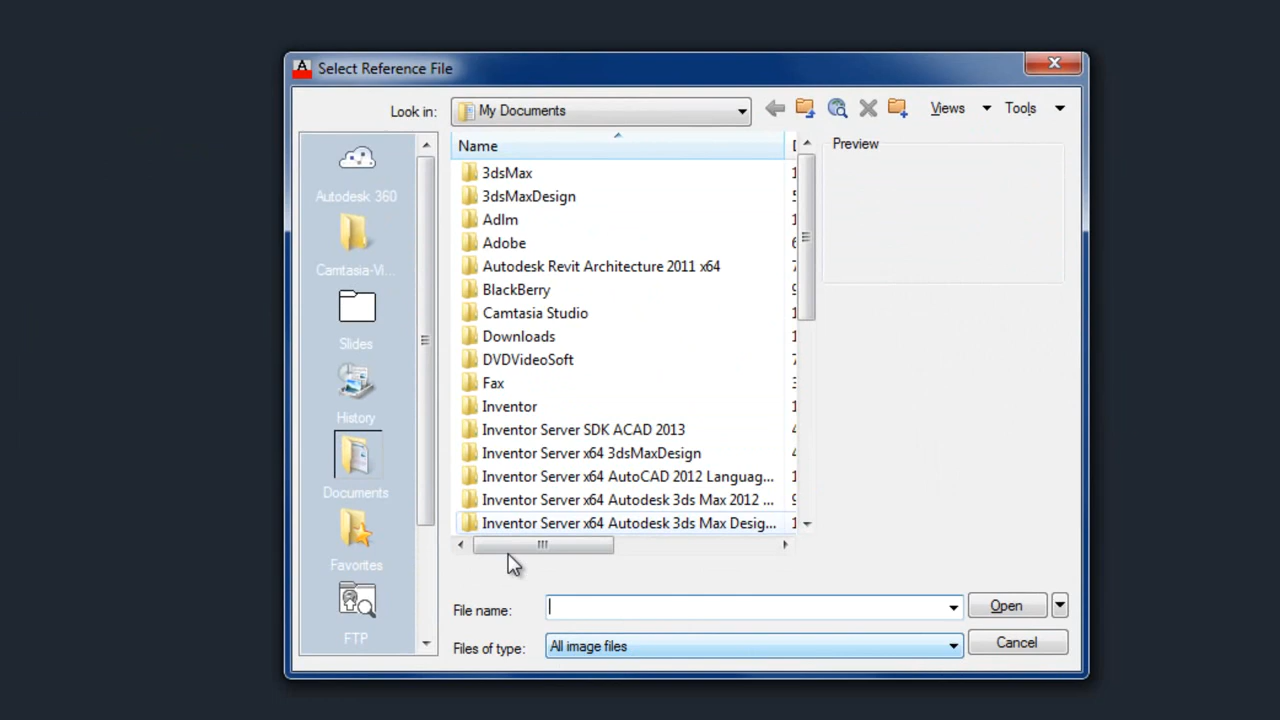 Select Reference File
Look in:
My Documents
Views
Tools
Autodesk 360
Camtasia-Vi...
Slides
History
Documents
Favorites
FTP
Name
3dsMax
3dsMaxDesign
Adlm
Adobe
Autodesk Revit Architecture 2011 x64
BlackBerry
Camtasia Studio
Downloads
DVDVideoSoft
Fax
Inventor
Inventor Server SDK ACAD 2013
Inventor Server x64 3dsMaxDesign
Inventor Server x64 AutoCAD 2012 Languag...
Inventor Server x64 Autodesk 3ds Max 2012 ...
Inventor Server x64 Autodesk 3ds Max Desig...
Preview
File name:
Open
Files of type:
All image files
Cancel